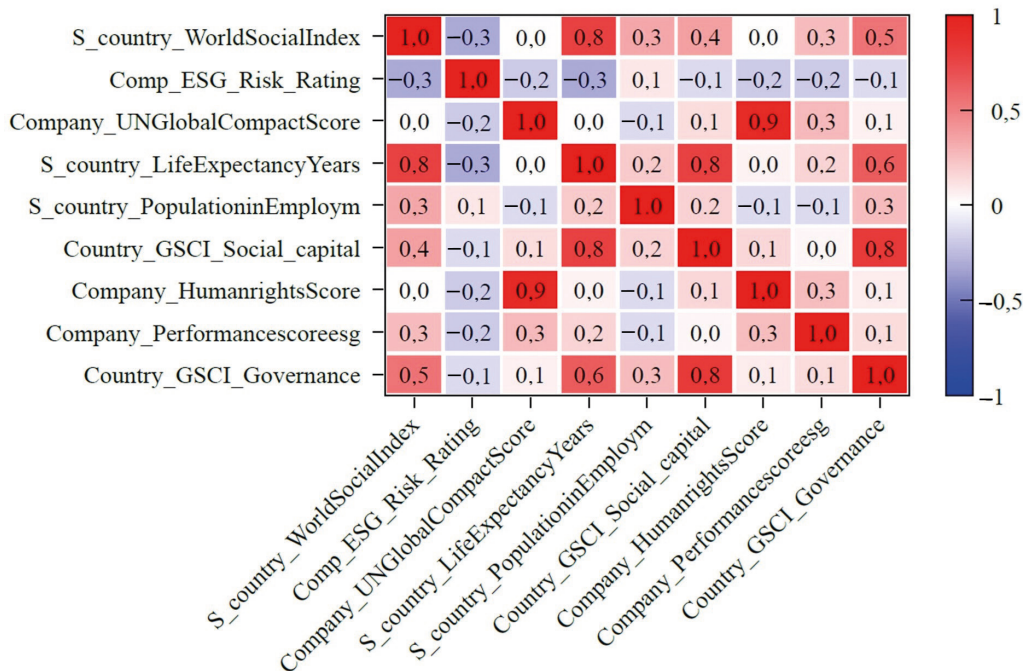 S_country_WorldSocialIndex 1,0 −0,3 0,0 0,8 0,3 0,4 0,0 0,3 0,5
Comp_ESG_Risk_Rating −0,3 1,0 −0,2 −0,3 0,1 −0,1 −0,2 −0,2 −0,1
Company_UNGlobalCompactScore 0,0 −0,2 1,0 0,0 −0,1 0,1 0,9 0,3 0,1
S_country_LifeExpectancyYears 0,8 −0,3 0,0 1,0 0,2 0,8 0,0 0,2 0,6
S_country_PopulationinEmploym 0,3 0,1 −0,1 0,2 1,0 0,2 −0,1 −0,1 0,3
Country_GSCI_Social_capital 0,4 −0,1 0,1 0,8 0,2 1,0 0,1 0,0 0,8
Company_HumanrightsScore 0,0 −0,2 0,9 0,0 −0,1 0,1 1,0 0,3 0,1
Company_Performancescoreesg 0,3 −0,2 0,3 0,2 −0,1 0,0 0,3 1,0 0,1
Country_GSCI_Governance 0,5 −0,1 0,1 0,6 0,3 0,8 0,1 0,1 1,0
S_country_WorldSocialIndex
Comp_ESG_Risk_Rating
Company_UNGlobalCompactScore
S_country_LifeExpectancyYears
S_country_PopulationinEmploym
Country_GSCI_Social_capital
Company_HumanrightsScore
Company_Performancescoreesg
Country_GSCI_Governance
1
0,5
0
−0,5
−1